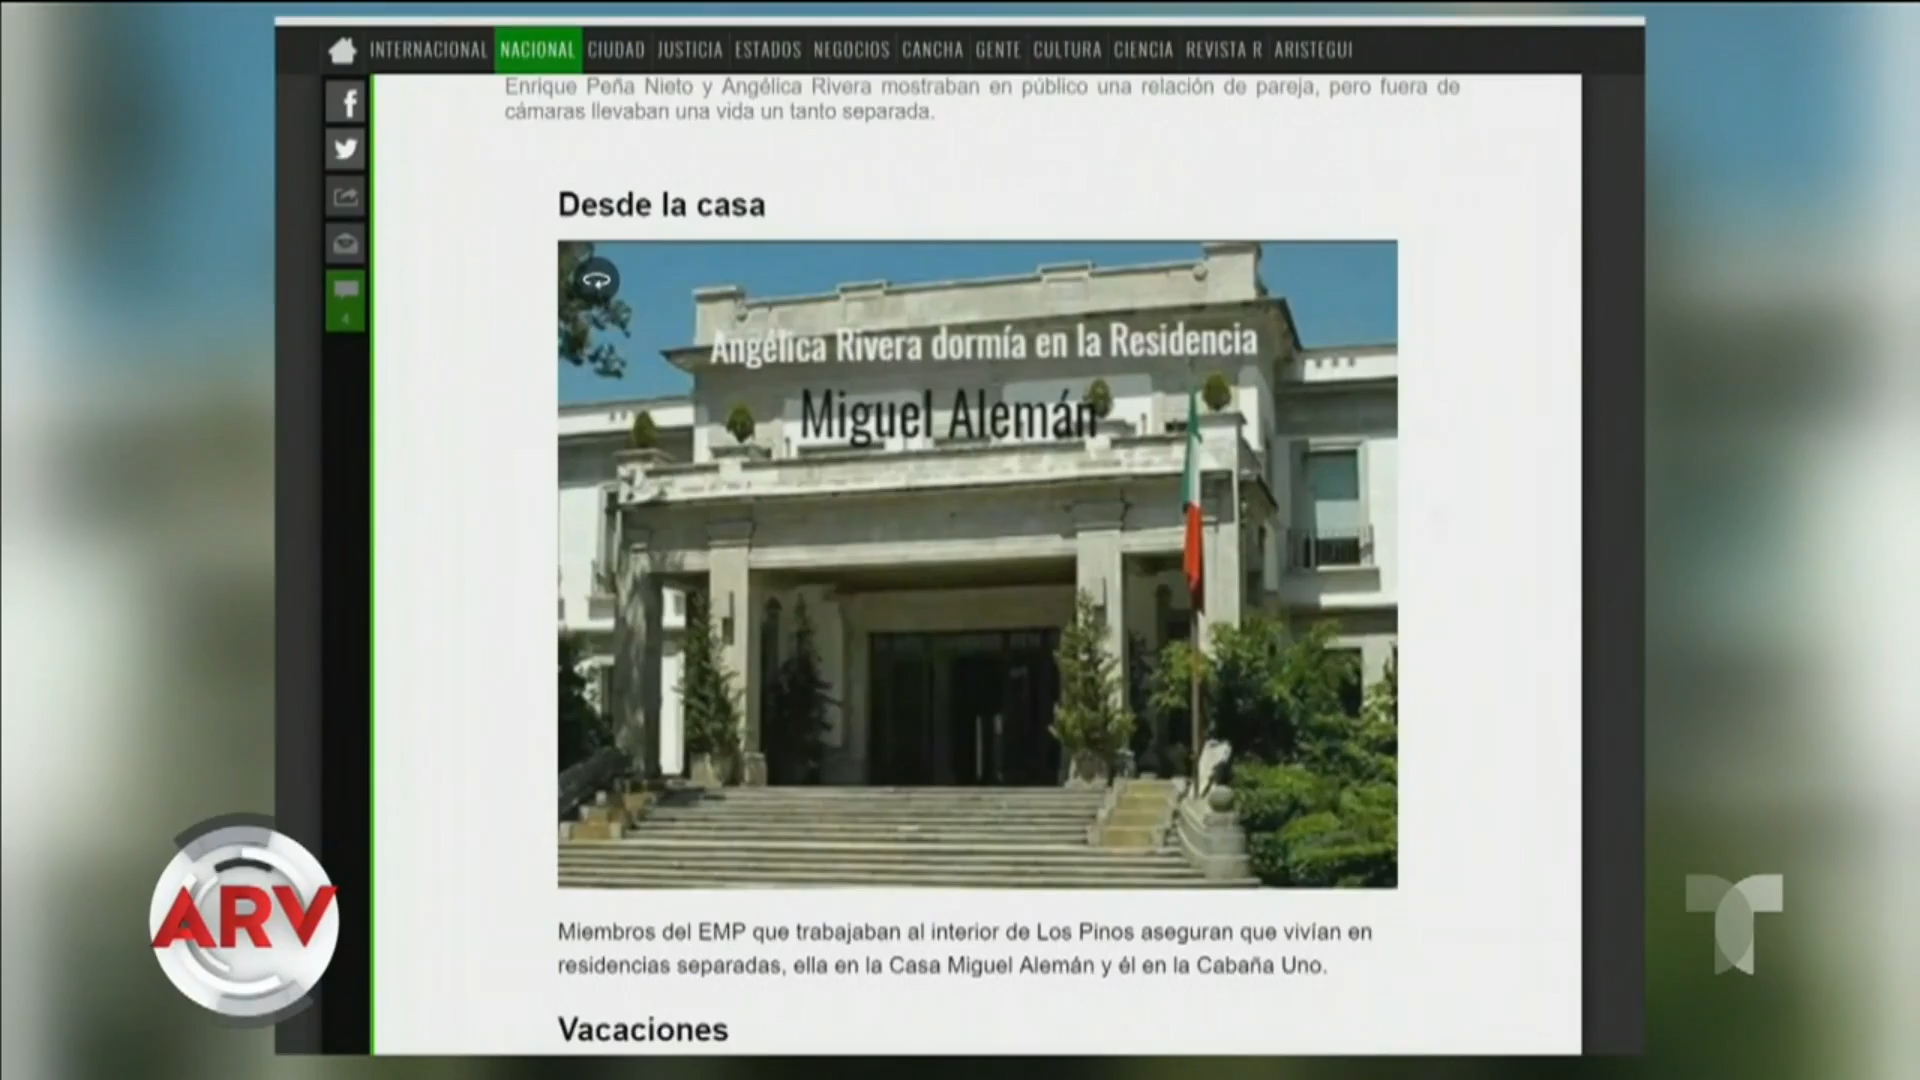 INTERNACIONAL NACIONAL CIUDAD JUSTICIA ESTADOS NEGOCIOS CANCHA GENTE CULTURA CIENCIA REVISTA R ARISTEGUI
Enrique Peña Nieto y Angélica Rivera mostraban en público una relación de pareja, pero fuera de
cámaras llevaban una vida un tanto separada.
Desde la casa
Angélica Rivera dormía en la Residencia
Miguel Alemán
4
Miembros del EMP que trabajaban al interior de Los Pinos aseguran que vivían en
residencias separadas, ella en la Casa Miguel Alemán y él en la Cabaña Uno.
Vacaciones
ARV
T